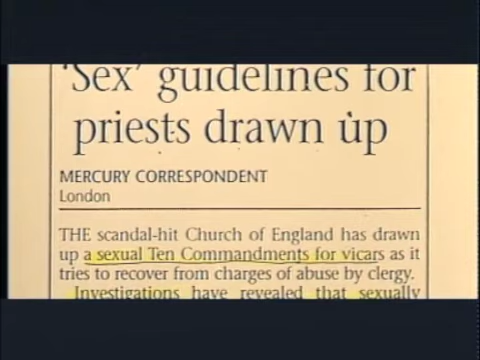 'Sex' guidelines for
priests drawn up
MERCURY CORRESPONDENT
London
THE scandal-hit Church of England has drawn
up a sexual Ten Commandments for vicars as it
tries to recover from charges of abuse by clergy.
Investigations have revealed that sexually